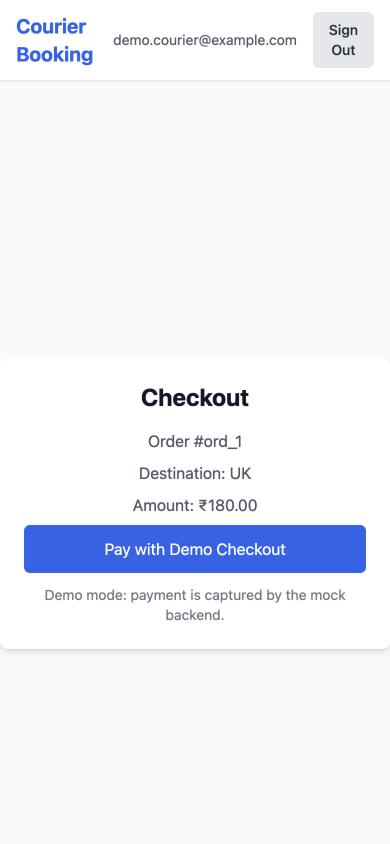 Courier
Booking
demo.courier@example.com
Sign
Out
Checkout
Order #ord_1
Destination: UK
Amount: ₹180.00
Pay with Demo Checkout
Demo mode: payment is captured by the mock
backend.